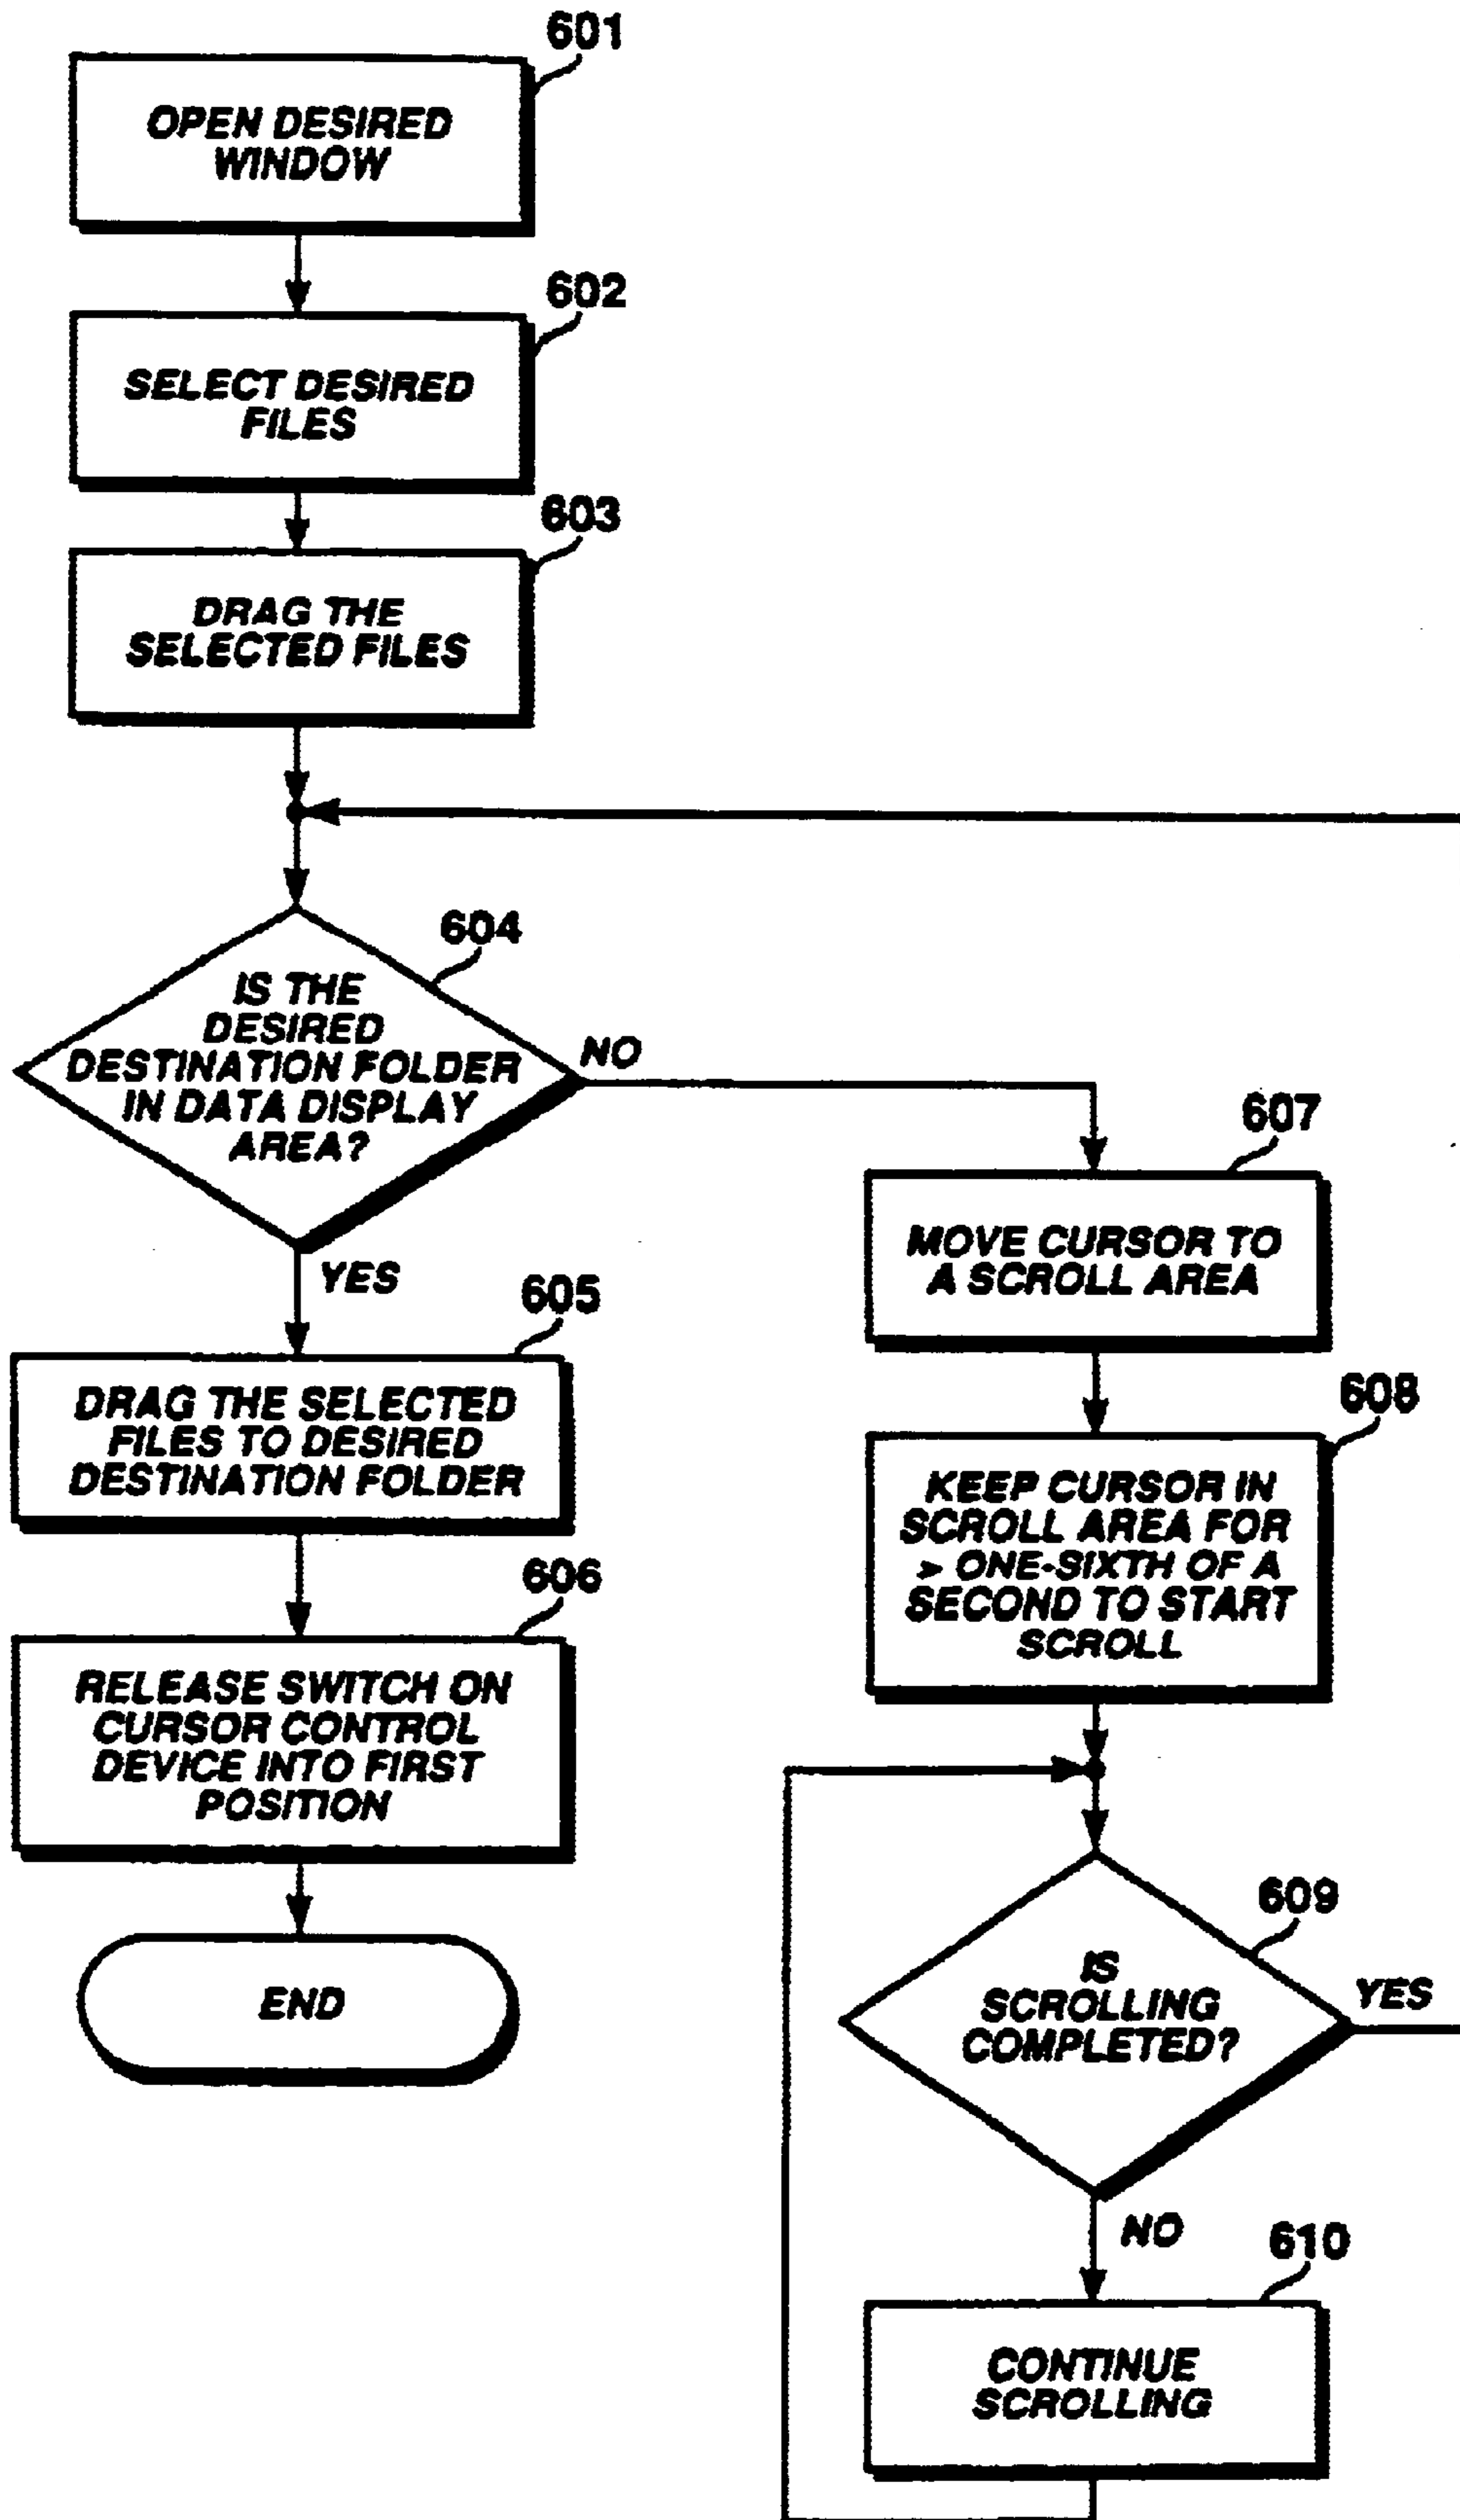 601
OPEN DESIRED
WINDOW
602
SELECT DESIRED
FILES
603
DRAG THE
SELECTED FILES
604
IS THE
DESIRED
DESTINATION FOLDER
IN DATA DISPLAY
AREA?
NO
YES
605
DRAG THE SELECTED
FILES TO DESIRED
DESTINATION FOLDER
606
RELEASE SWITCH ON
CURSOR CONTROL
DEVICE INTO FIRST
POSITION
END
607
MOVE CURSOR TO
A SCROLL AREA
608
KEEP CURSOR IN
SCROLL AREA FOR
> ONE-SIXTH OF A
SECOND TO START
SCROLL
609
IS
SCROLLING
COMPLETED?
YES
NO
610
CONTINUE
SCROLLING